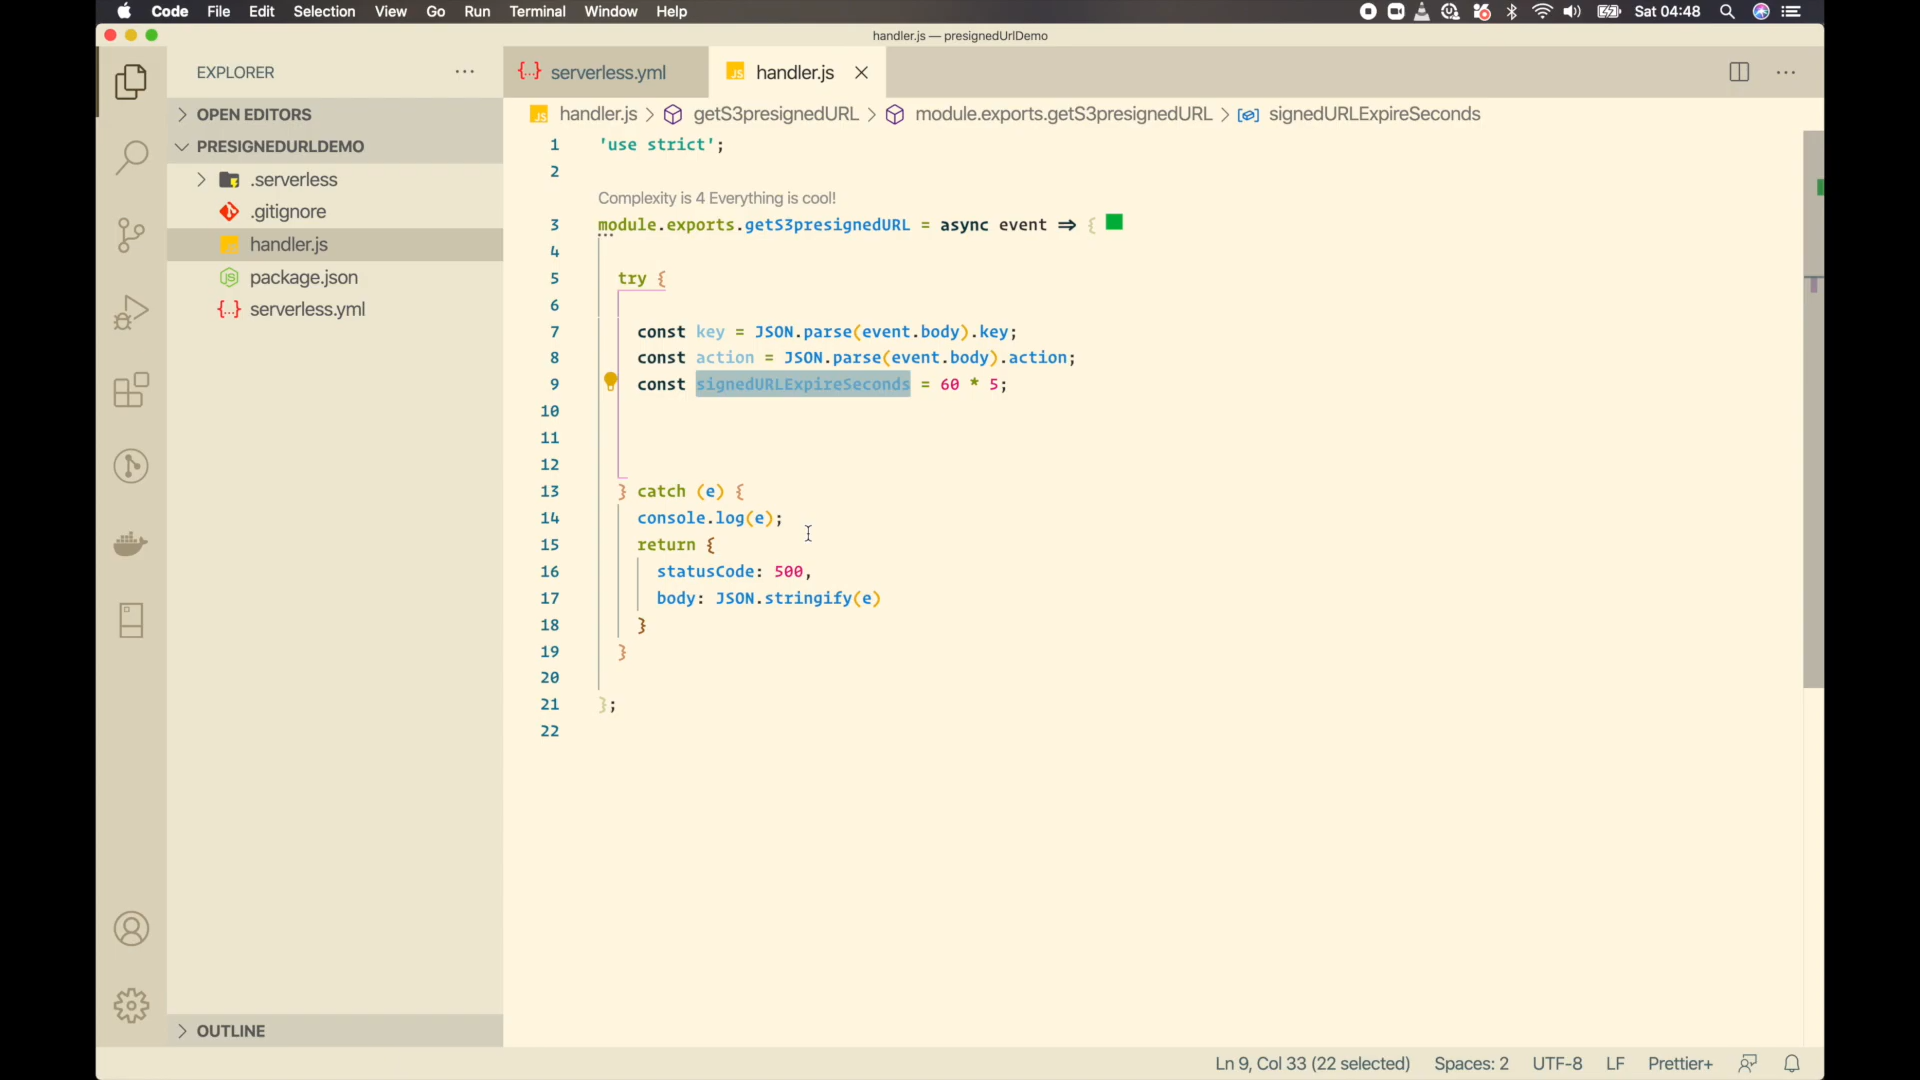 Code File Edit Selection View Go Run Terminal Window Help Sat 04:48
handler.js — presignedUrlDemo
EXPLORER
serverless.yml
handler.js
OPEN EDITORS
handler.js > getS3presignedURL > module.exports.getS3presignedURL > signedURLExpireSeconds
PRESIGNEDURLDEMO
.serverless
.gitignore
handler.js
package.json
serverless.yml
OUTLINE
1 'use strict';
2
Complexity is 4 Everything is cool!
3 module.exports.getS3presignedURL = async event => {
4
5 try {
6
7 const key = JSON.parse(event.body).key;
8 const action = JSON.parse(event.body).action;
9 const signedURLExpireSeconds = 60 * 5;
10
11
12
13 } catch (e) {
14 console.log(e);
15 return {
16 statusCode: 500,
17 body: JSON.stringify(e)
18 }
19 }
20
21 };
22
Ln 9, Col 33 (22 selected) Spaces: 2 UTF-8 LF Prettier+